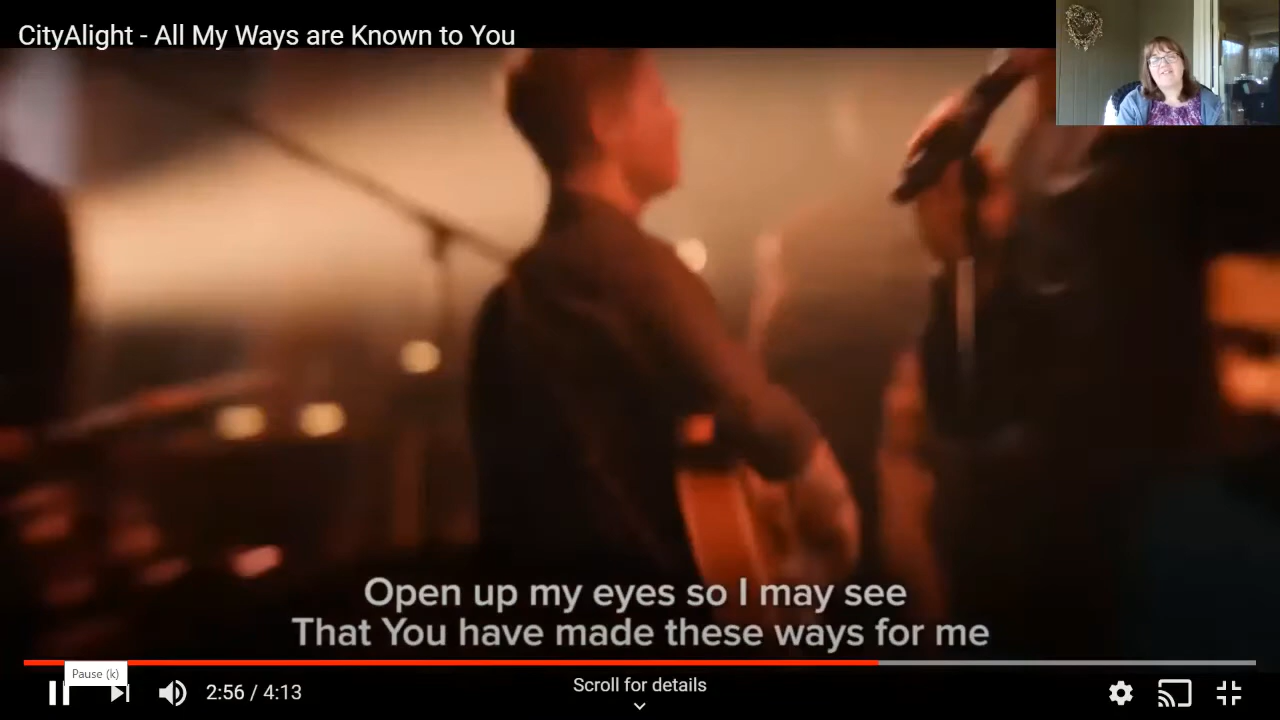 CityAlight - All My Ways are Known to You
Open up my eyes so I may see
That You have made these ways for me
Pause (k)
2:56 / 4:13
Scroll for details